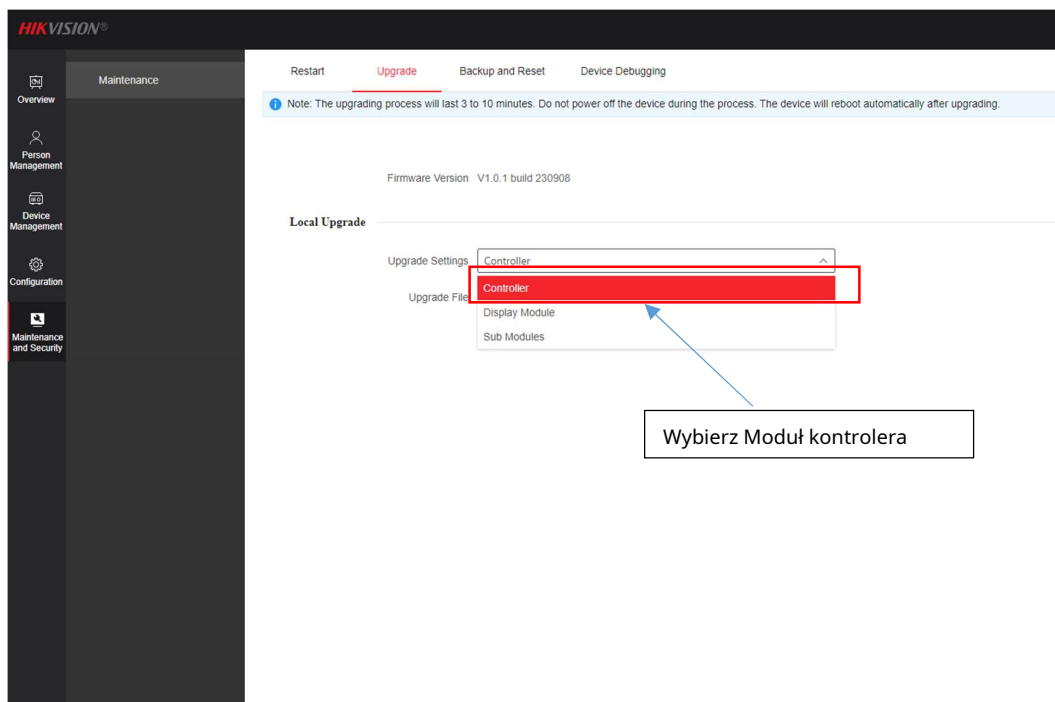 HIKVISION®
Overview
Person
Management
Device
Management
Configuration
Maintenance
and Security
Maintenance
Restart Upgrade Backup and Reset Device Debugging
Note: The upgrading process will last 3 to 10 minutes. Do not power off the device during the process. The device will reboot automatically after upgrading.
Firmware Version V1.0.1 build 230908
Local Upgrade
Upgrade Settings Controller
Upgrade File Controller
Display Module
Sub Modules
Wybierz Moduł kontrolera